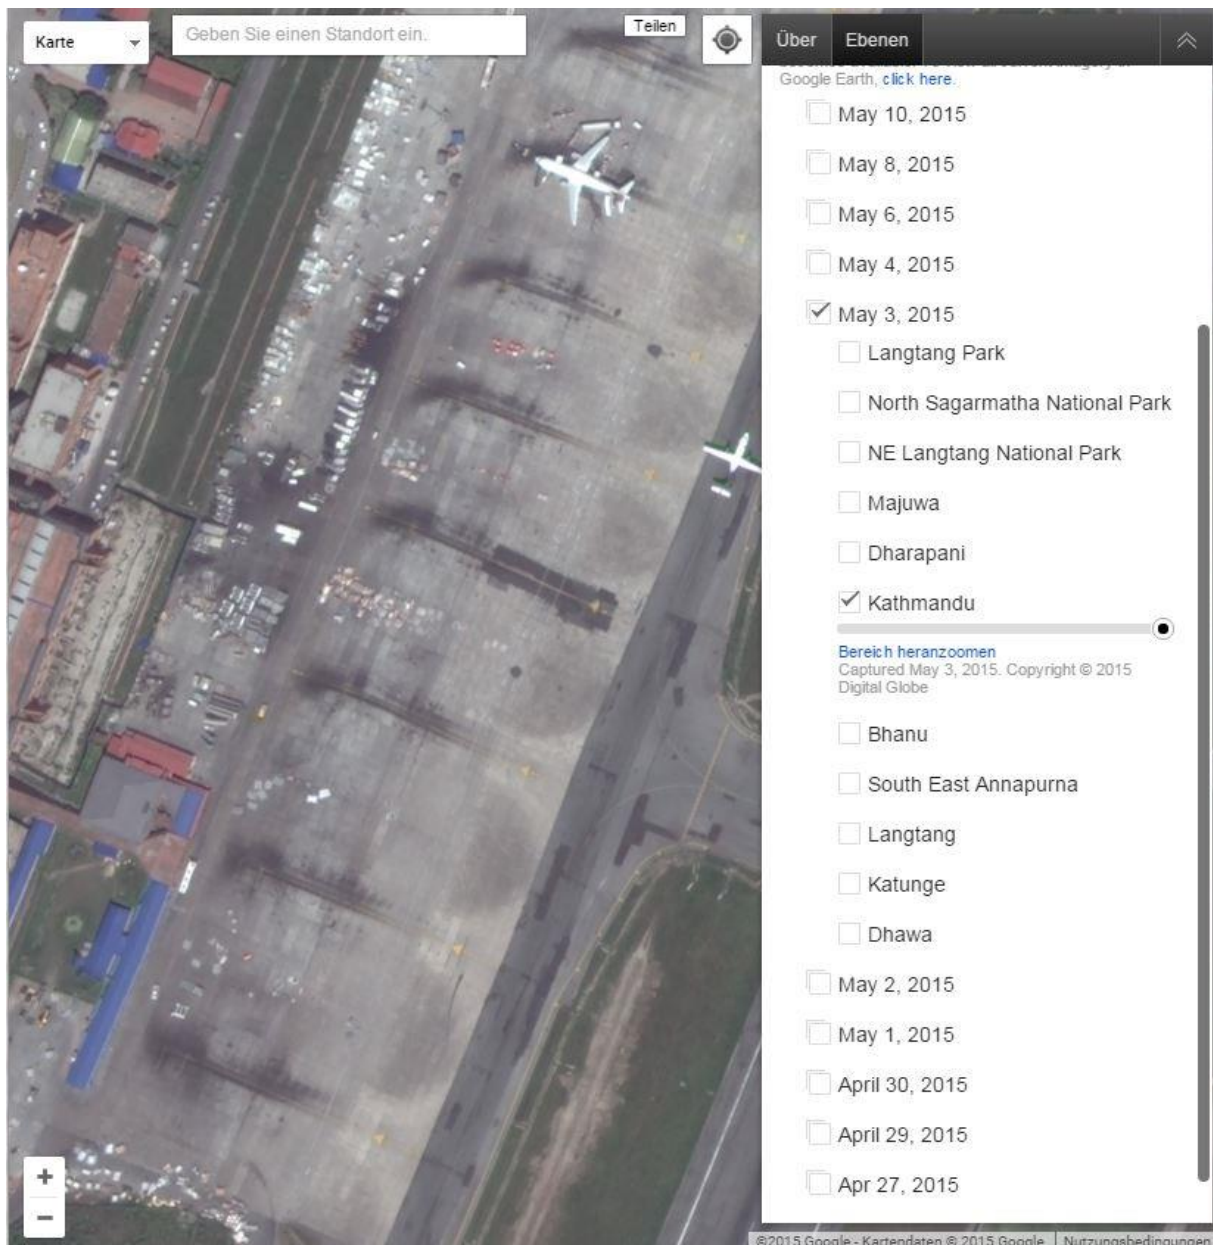 Karte
Geben Sie einen Standort ein.
Teilen
Über
Ebenen
Google Earth, click here.
May 10, 2015
May 8, 2015
May 6, 2015
May 4, 2015
May 3, 2015
Langtang Park
North Sagarmatha National Park
NE Langtang National Park
Majuwa
Dharapani
Kathmandu
Bereich heranzoomen
Captured May 3, 2015. Copyright © 2015
Digital Globe
Bhanu
South East Annapurna
Langtang
Katunge
Dhawa
May 2, 2015
May 1, 2015
April 30, 2015
April 29, 2015
Apr 27, 2015
+
−
©2015 Google - Kartendaten © 2015 Google
Nutzungsbedingungen